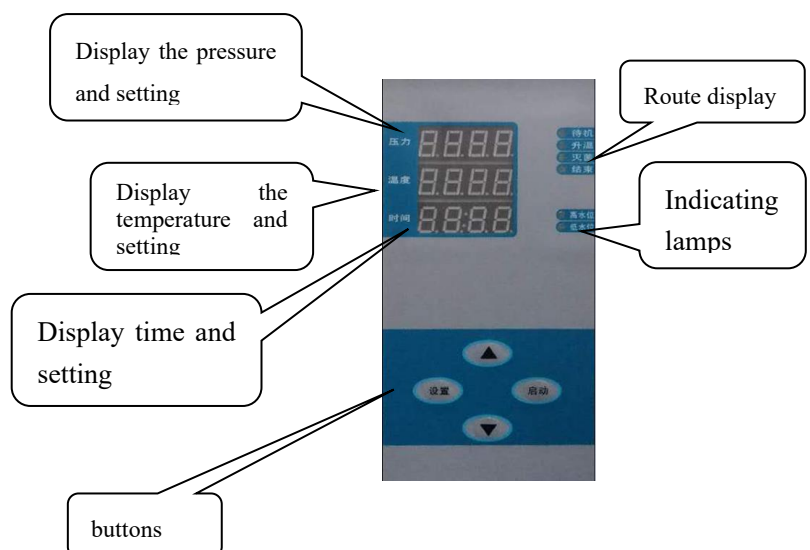 Display the pressure
and setting
Route display
Display the
temperature and
setting
Indicating
lamps
Display time and
setting
buttons
压力
温度
时间
待机
升温
灭菌
结束
高水位
低水位
设置
启动